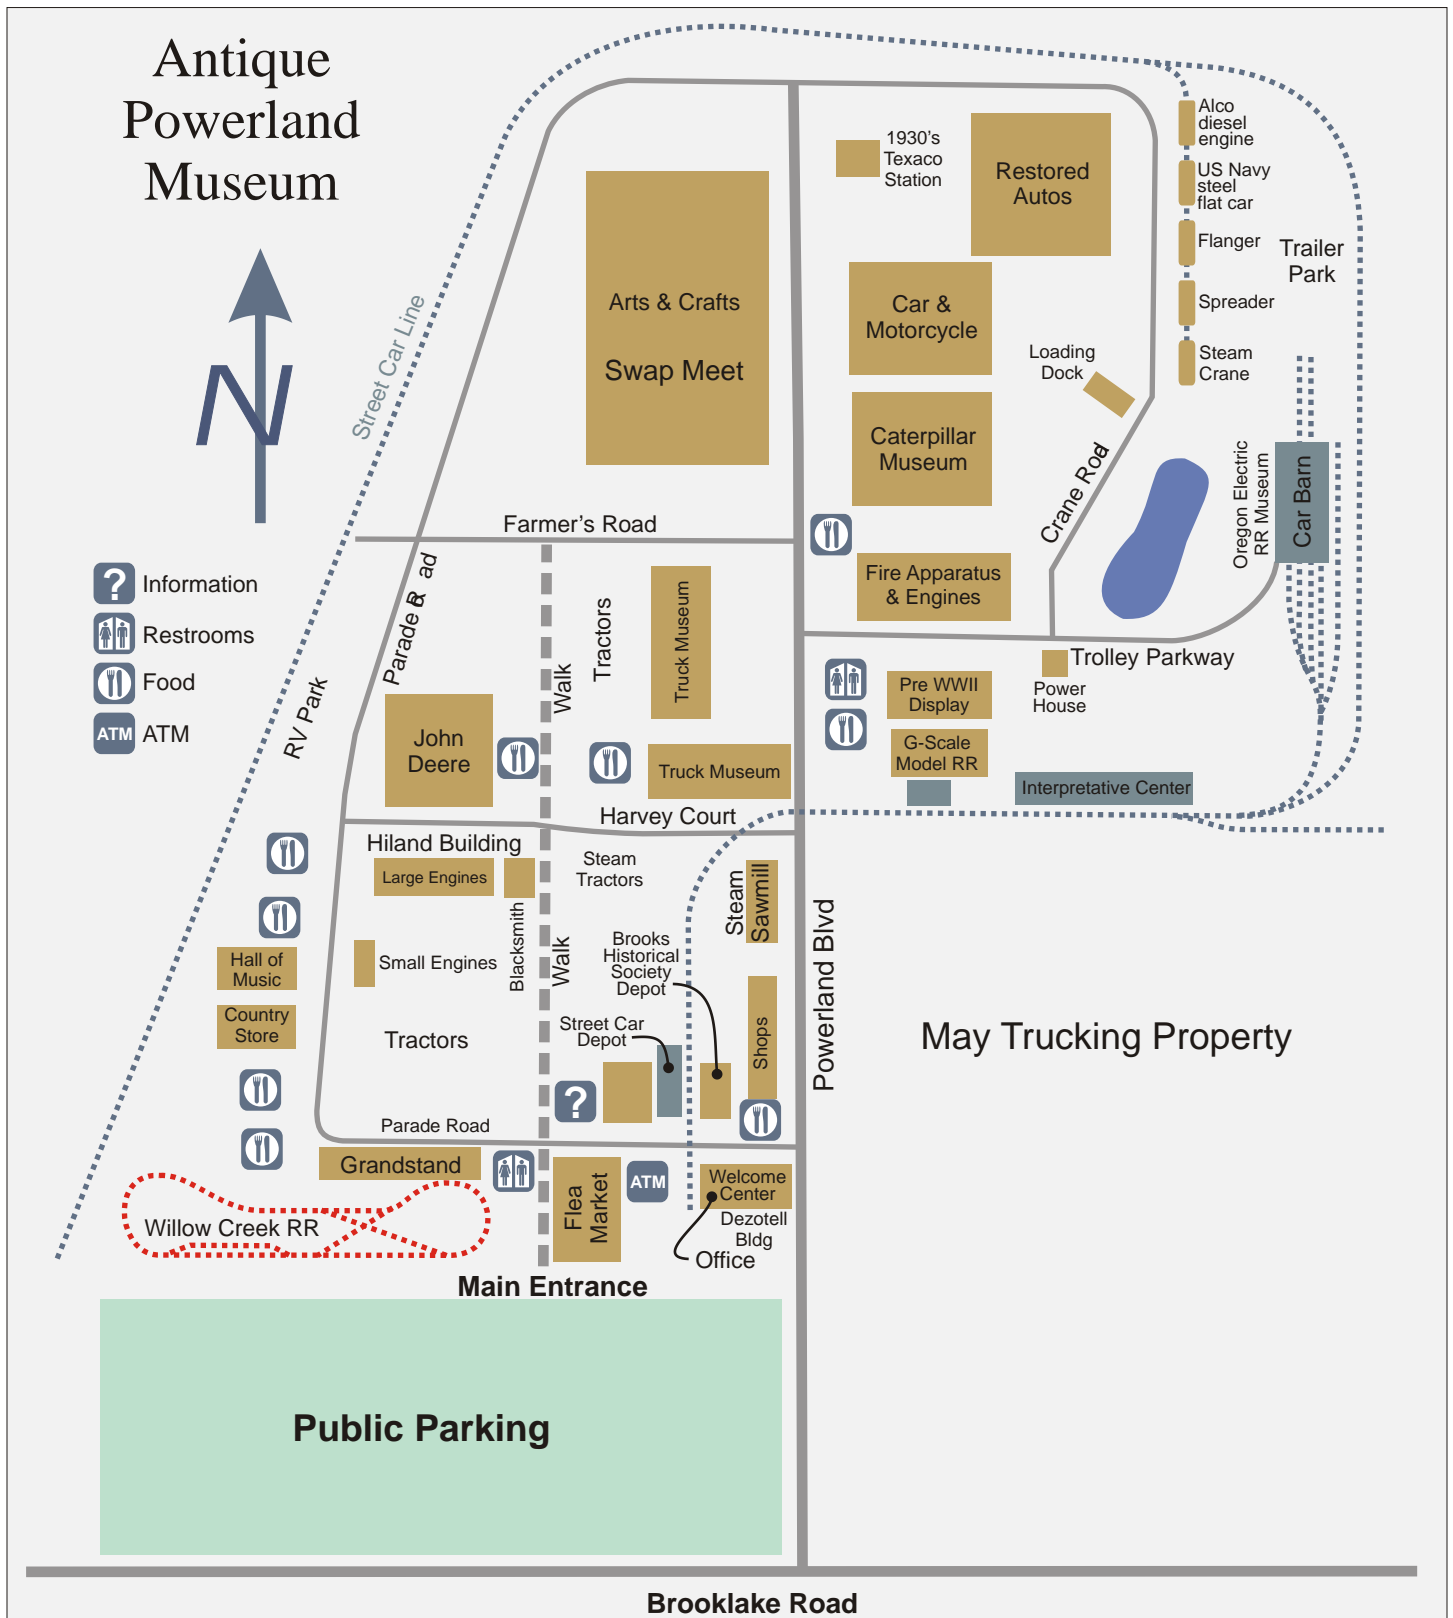 Antique
Powerland
Museum
N
Street Car Line
Arts & Crafts
Swap Meet
1930's
Texaco
Station
Restored
Autos
Alco
diesel
engine
US Navy
steel
flat car
Flanger
Spreader
Steam
Crane
Trailer
Park
Car &
Motorcycle
Loading
Dock
Caterpillar
Museum
Crane Rod
Oregon Electric
RR Museum
Car Barn
Farmer's Road
Fire Apparatus
& Engines
?
Information
Restrooms
Food
ATM
ATM
Parade Road
RV Park
Walk
Tractors
Truck Museum
John
Deere
Truck Museum
Trolley Parkway
Power
House
Pre WWII
Display
G-Scale
Model RR
Interpretative Center
Harvey Court
Hiland Building
Large Engines
Blacksmith
Steam
Tractors
Steam
Sawmill
Small Engines
Walk
Brooks
Historical
Society
Depot
Hall of
Music
Country
Store
Tractors
Street Car
Depot
Shops
Powerland Blvd
May Trucking Property
?
Parade Road
Grandstand
Flea
Market
ATM
Welcome
Center
Dezotell
Bldg
Office
Willow Creek RR
Main Entrance
Public Parking
Brooklake Road